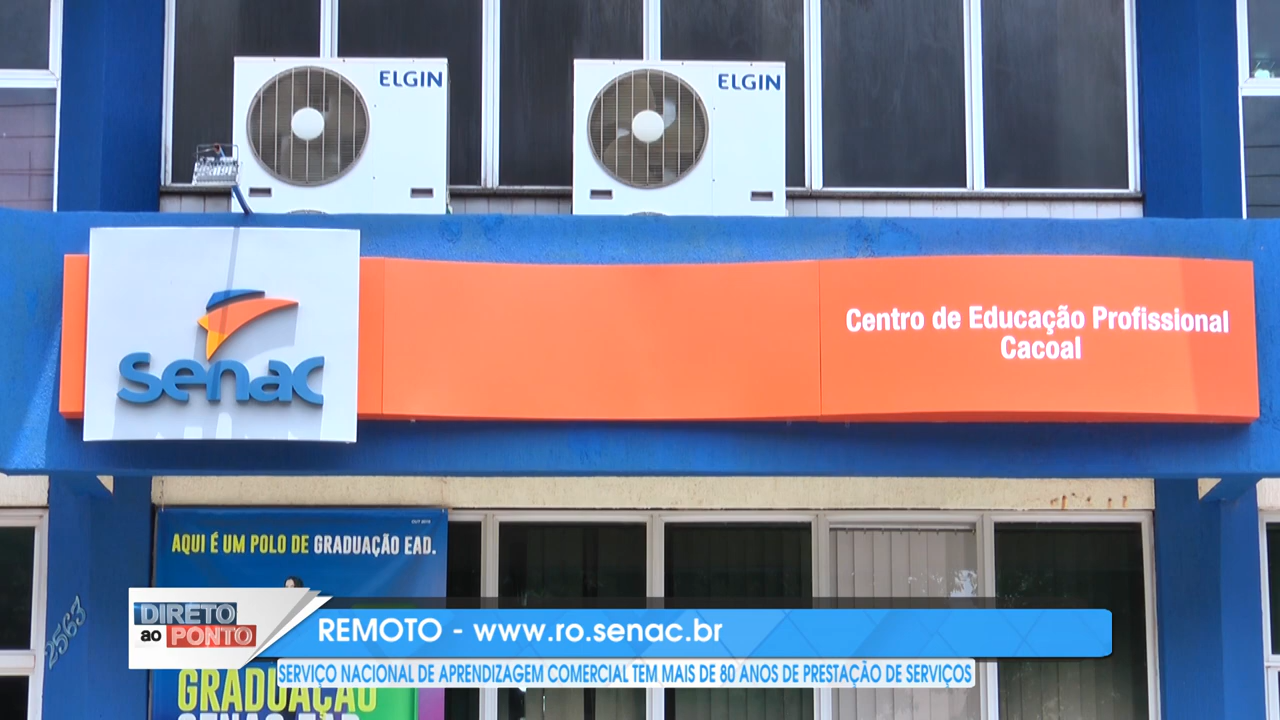 ELGIN
ELGIN
senac
Centro de Educação Profissional
Cacoal
AQUI É UM POLO DE GRADUAÇÃO EAD.
2563
DIRETO
ao PONTO
REMOTO - www.ro.senac.br
SERVIÇO NACIONAL DE APRENDIZAGEM COMERCIAL TEM MAIS DE 80 ANOS DE PRESTAÇÃO DE SERVIÇOS
GRADUAÇÃO
SENAC EAD